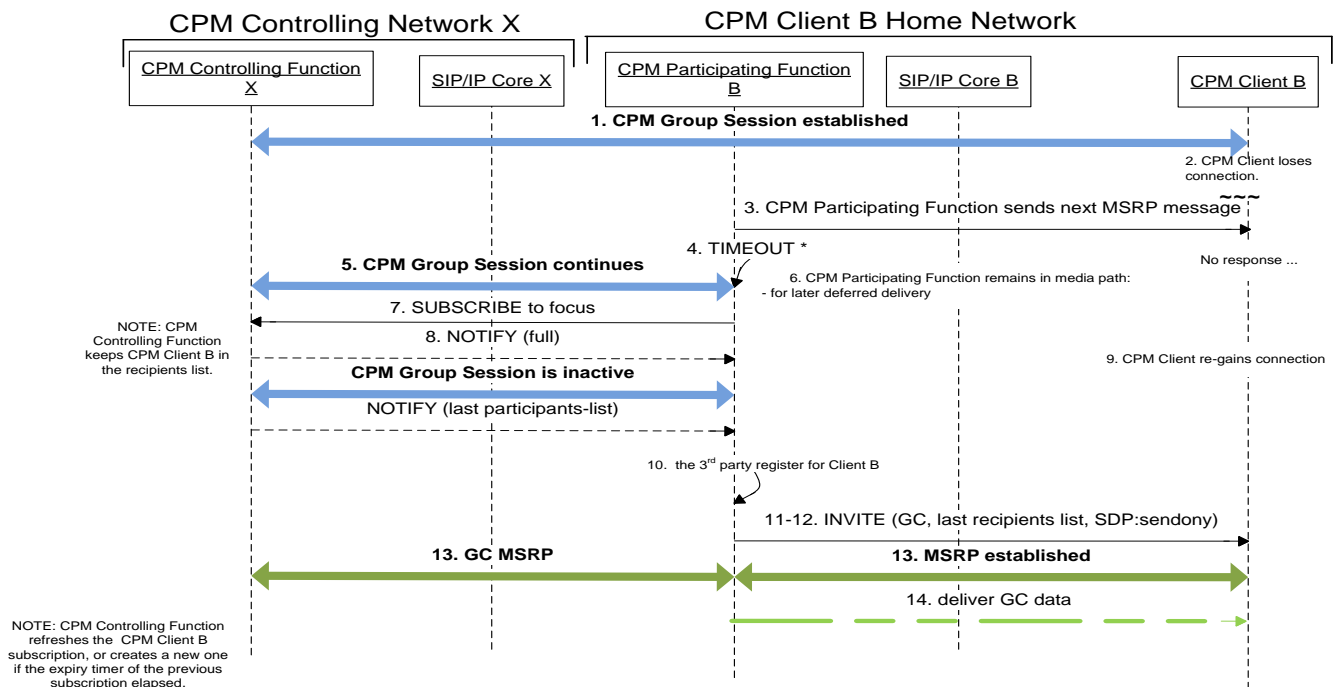 CPM Controlling Network X
CPM Client B Home Network
CPM Controlling Function
X
SIP/IP Core X
CPM Participating Function
B
SIP/IP Core B
CPM Client B
1. CPM Group Session established
2. CPM Client loses
connection.
~~~
3. CPM Participating Function sends next MSRP message
4. TIMEOUT *
No response ...
5. CPM Group Session continues
6. CPM Participating Function remains in media path:
- for later deferred delivery
7. SUBSCRIBE to focus
NOTE: CPM
Controlling Function
keeps CPM Client B in
the recipients list.
8. NOTIFY (full)
9. CPM Client re-gains connection
CPM Group Session is inactive
NOTIFY (last participants-list)
10. the 3rd party register for Client B
11-12. INVITE (GC, last recipients list, SDP:sendony)
13. GC MSRP
13. MSRP established
14. deliver GC data
NOTE: CPM Controlling Function
refreshes the CPM Client B
subscription, or creates a new one
if the expiry timer of the previous
subscription elapsed.